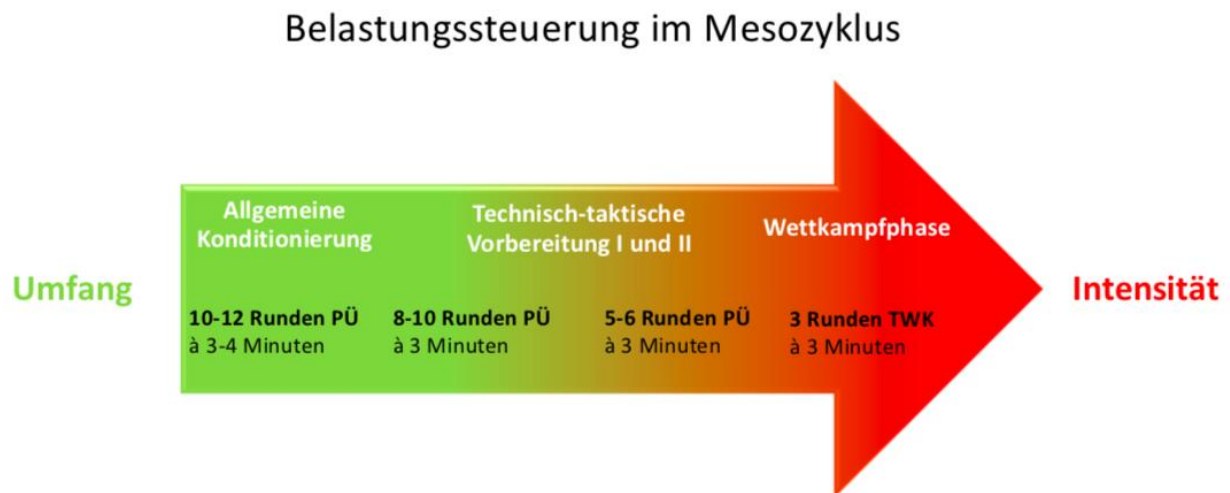 Belastungssteuerung im Mesozyklus
Allgemeine
Konditionierung
Technisch-taktische
Vorbereitung I und II
Wettkampfphase
Umfang
Intensität
10-12 Runden PÜ
à 3-4 Minuten
8-10 Runden PÜ
à 3 Minuten
5-6 Runden PÜ
à 3 Minuten
3 Runden TWK
à 3 Minuten